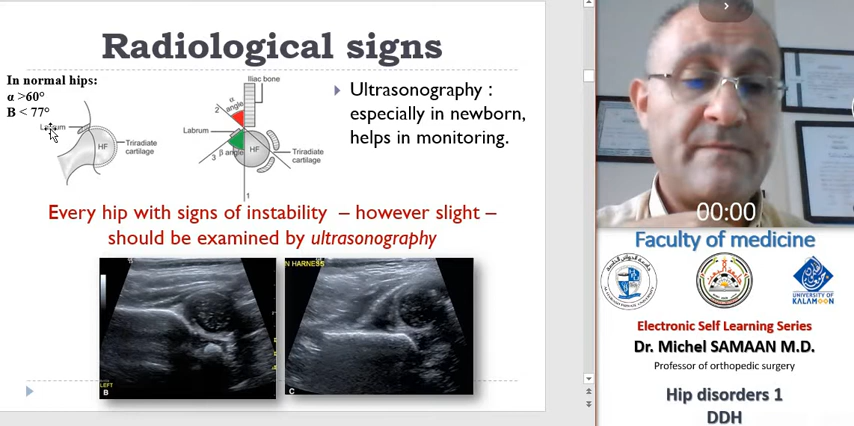 Radiological signs
In normal hips:
α >60°
B < 77°
HF
Triradiate
cartilage
Iliac bone
2
α
angle
Labrum
3
β angle
HF
Triradiate
cartilage
1
Ultrasonography :
especially in newborn,
helps in monitoring.
Every hip with signs of instability – however slight –
should be examined by ultrasonography
LEFT
B
N HARNESS
C
00:00
Faculty of medicine
UNIVERSITY OF
KALAMOON
Electronic Self Learning Series
Dr. Michel SAMAAN M.D.
Professor of orthopedic surgery
Hip disorders 1
DDH